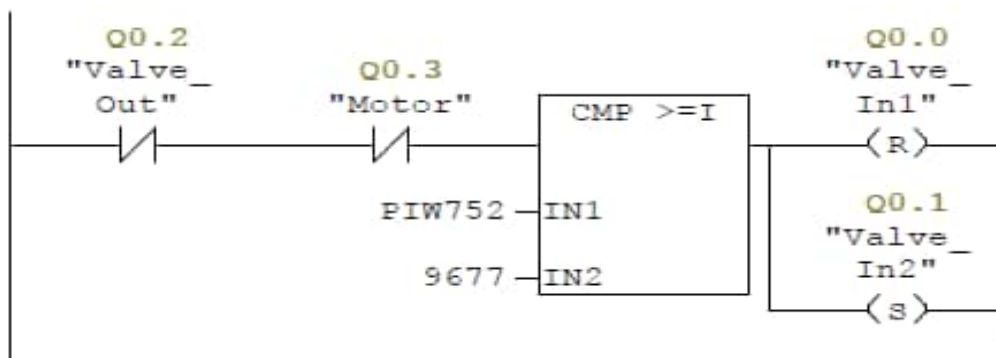 Q0.2
"Valve_
Out"
Q0.3
"Motor"
CMP >=I
PIW752
IN1
9677
IN2
Q0.0
"Valve_
In1"
R
Q0.1
"Valve_
In2"
S